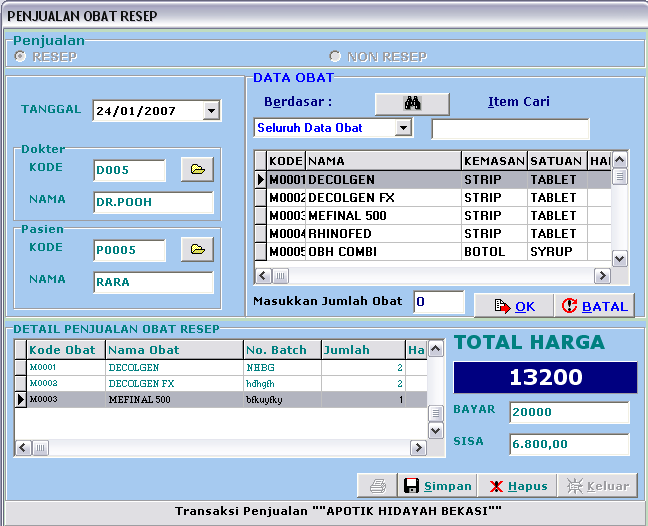 PENJUALAN OBAT RESEP
Penjualan
RESEP NON RESEP
TANGGAL 24/01/2007
Dokter
KODE D005
NAMA DR.POOH
Pasien
KODE P0005
NAMA RARA
DATA OBAT
Berdasar : Item Cari
Seluruh Data Obat
KODE NAMA KEMASAN SATUAN HAI
M0001 DECOLGEN STRIP TABLET
M0002 DECOLGEN FX STRIP TABLET
M0003 MEFINAL 500 STRIP TABLET
M0004 RHINOFED STRIP TABLET
M0005 OBH COMBI BOTOL SYRUP
Masukkan Jumlah Obat 0 OK BATAL
DETAIL PENJUALAN OBAT RESEP
Kode Obat Nama Obat No. Batch Jumlah Ha
M0001 DECOLGEN NHBG 2
M0002 DECOLGEN FX hdhgfh 2
M0003 MEFINAL 500 bfkuyfky 1
TOTAL HARGA
13200
BAYAR 20000
SISA 6.800,00
Simpan Hapus Keluar
Transaksi Penjualan ""APOTIK HIDAYAH BEKASI""